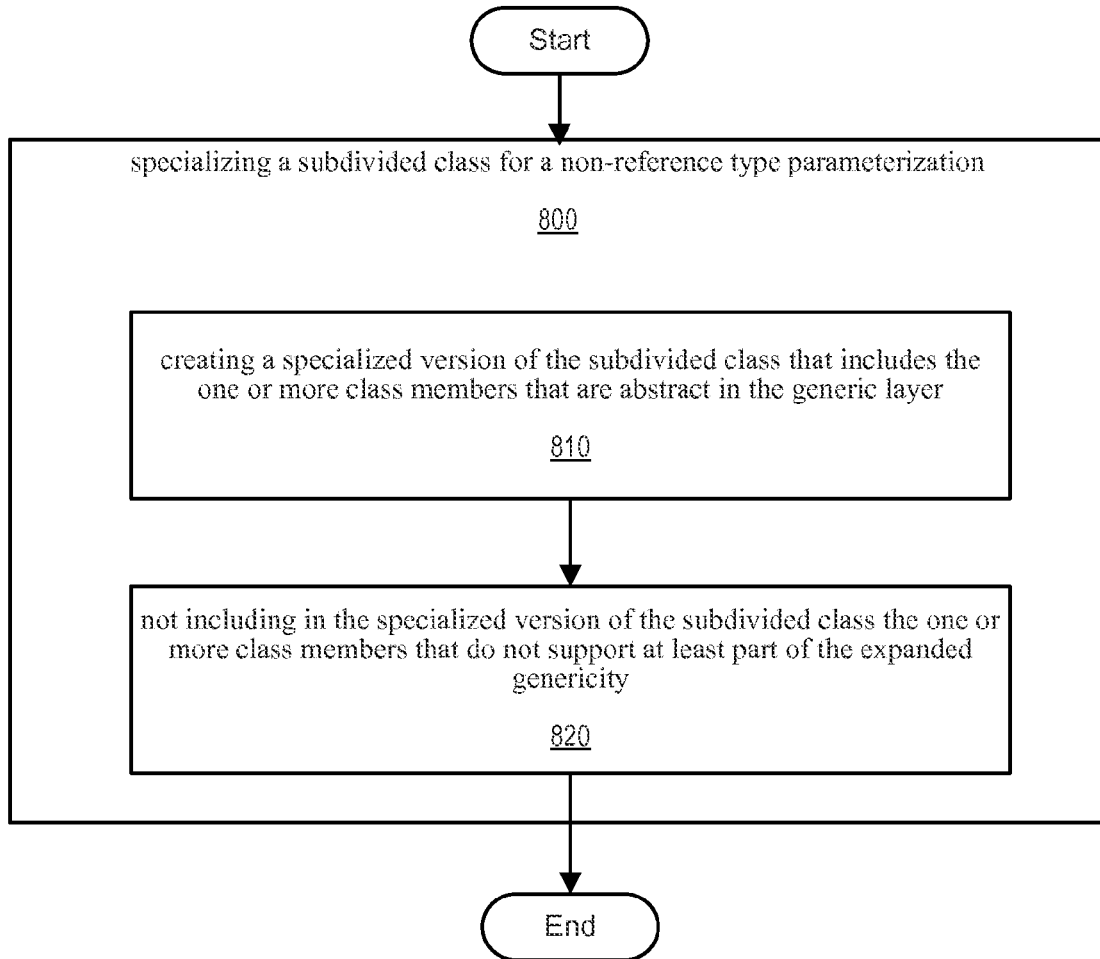 Start
specializing a subdivided class for a non-reference type parameterization
800
creating a specialized version of the subdivided class that includes the
one or more class members that are abstract in the generic layer
810
not including in the specialized version of the subdivided class the one or
more class members that do not support at least part of the expanded
genericity
820
End